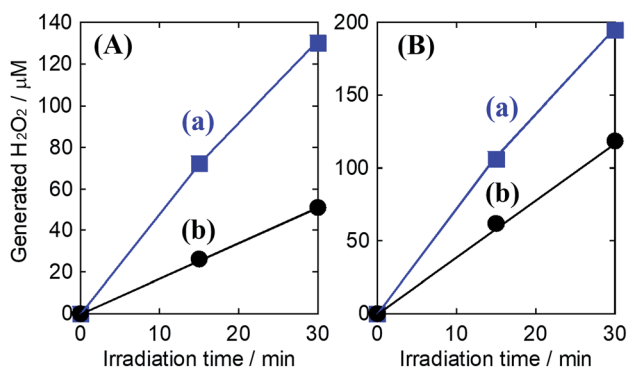 (A)
(a)
(b)
Generated H₂O₂ / μM
140
120
100
80
60
40
20
0
0 10 20 30
Irradiation time / min
(B)
(a)
(b)
200
150
100
50
0
0 10 20 30
Irradiation time / min